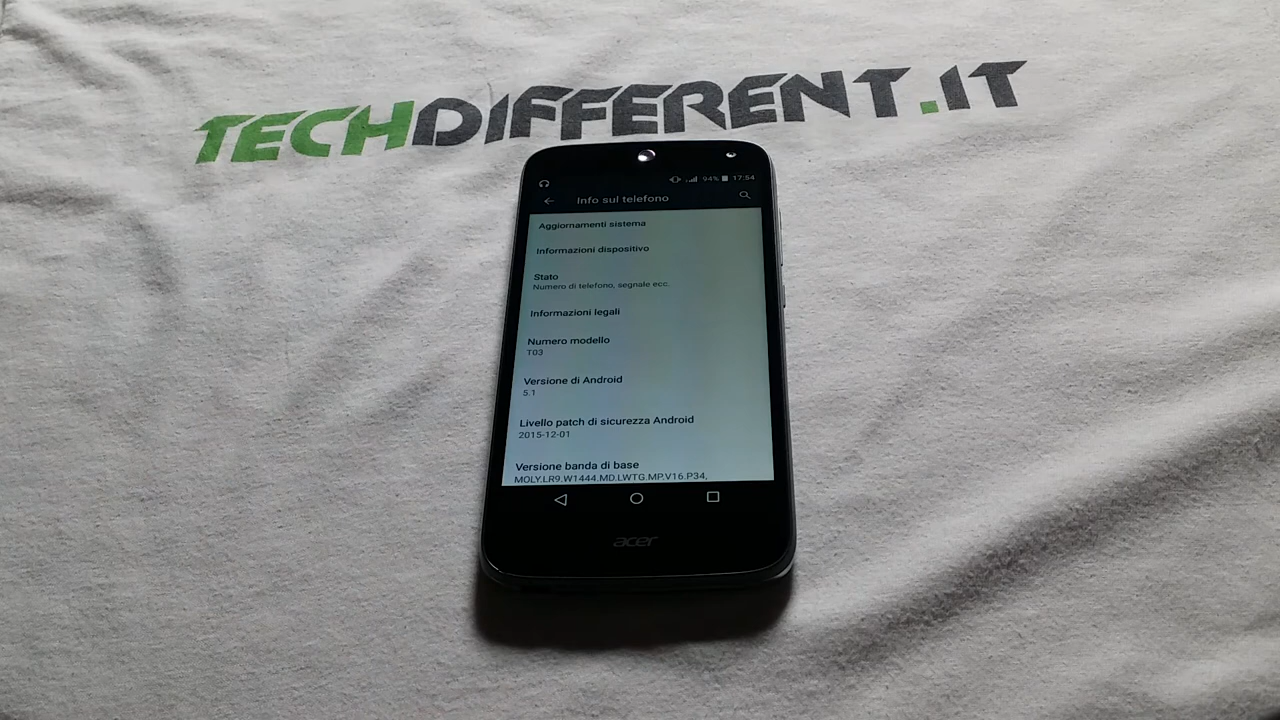 TECHDIFFERENT.IT
94% 17:54
Info sul telefono
Aggiornamenti sistema
Informazioni dispositivo
Stato
Numero di telefono, segnale ecc.
Informazioni legali
Numero modello
T03
Versione di Android
5.1
Livello patch di sicurezza Android
2015-12-01
Versione banda di base
MOLY.LR9.W1444.MD.LWTG.MP.V16.P34,
acer